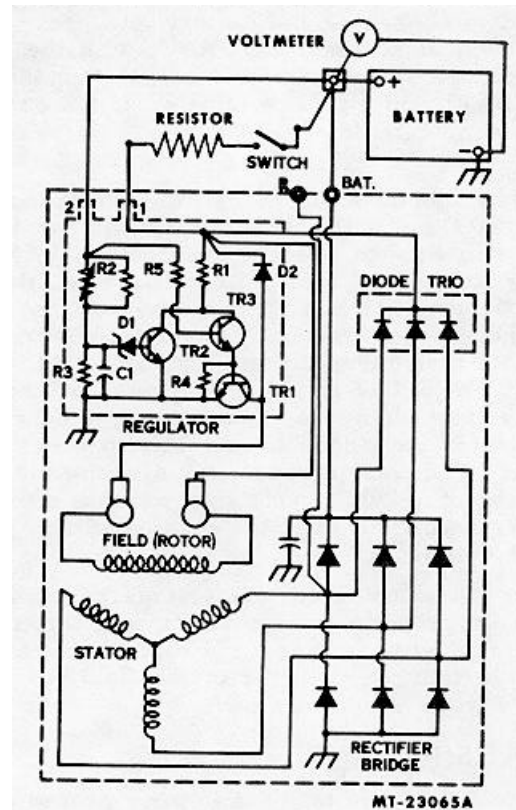 VOLTMETER
V
+
BATTERY
-
RESISTOR
SWITCH
R
BAT.
2
1
R2
R5
R1
D2
DIODE TRIO
TR3
D1
TR2
R3
C1
R4
TR1
REGULATOR
FIELD (ROTOR)
STATOR
RECTIFIER
BRIDGE
MT-23065A